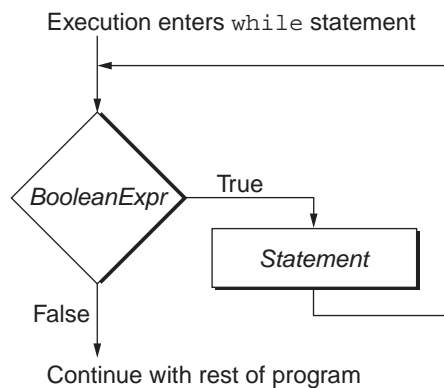 Execution enters while statement
BooleanExpr
True
Statement
False
Continue with rest of program